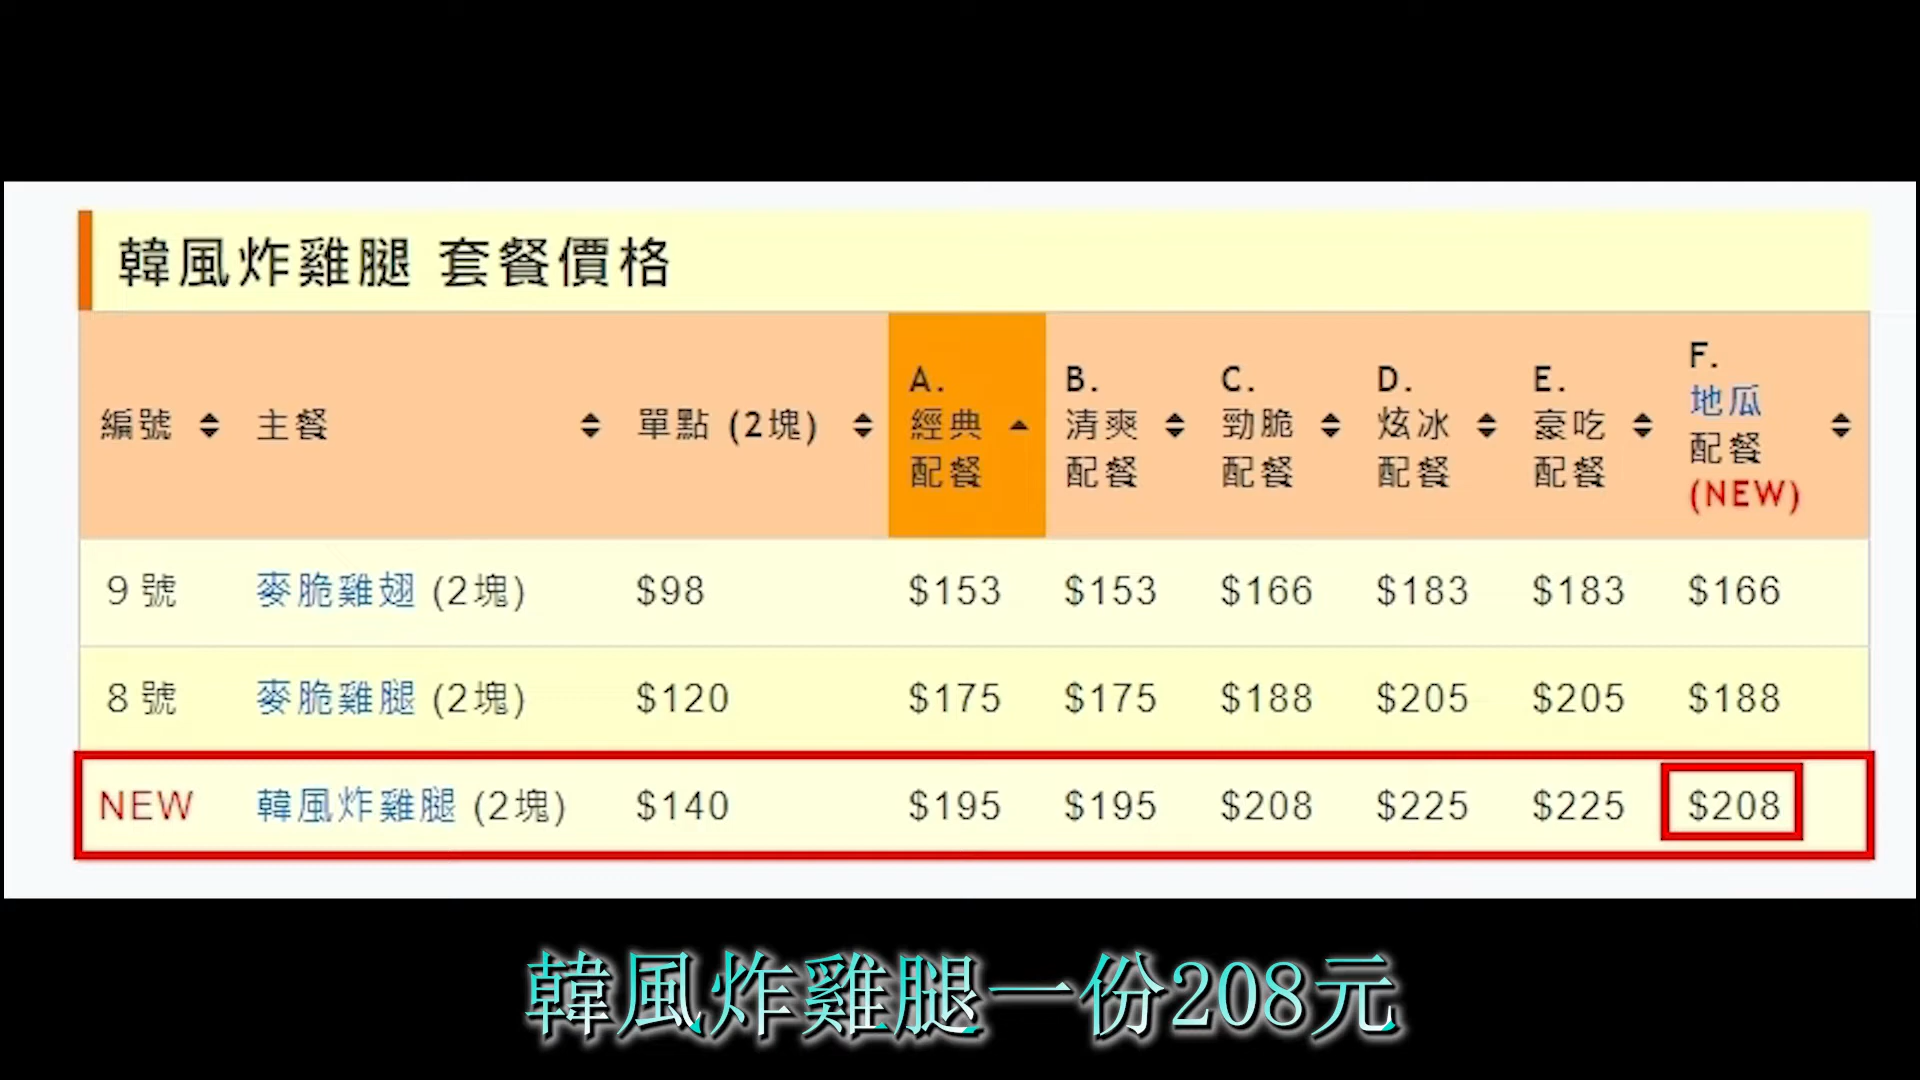 韓風炸雞腿 套餐價格
編號 主餐 單點 (2塊) A. 經典 配餐 B. 清爽 配餐 C. 勁脆 配餐 D. 炫冰 配餐 E. 豪吃 配餐 F. 地瓜 配餐 (NEW)
9 號 麥脆雞翅 (2塊) $98 $153 $153 $166 $183 $183 $166
8 號 麥脆雞腿 (2塊) $120 $175 $175 $188 $205 $205 $188
NEW 韓風炸雞腿 (2塊) $140 $195 $195 $208 $225 $225 $208
韓風炸雞腿一份208元